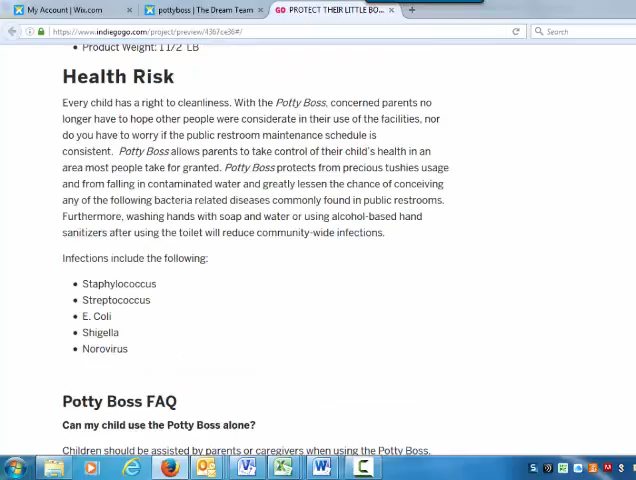 My Account | Wix.com
pottyboss | The Dream Team
GO PROTECT THEIR LITTLE BO...
https://www.indiegogo.com/project/preview/4367ce36#/
Search
Product Weight: 1 1/2 LB
Health Risk
Every child has a right to cleanliness. With the Potty Boss, concerned parents no
longer have to hope other people were considerate in their use of the facilities, nor
do you have to worry if the public restroom maintenance schedule is
consistent. Potty Boss allows parents to take control of their child's health in an
area most people take for granted. Potty Boss protects from precious tushies usage
and from falling in contaminated water and greatly lessen the chance of conceiving
any of the following bacteria related diseases commonly found in public restrooms.
Furthermore, washing hands with soap and water or using alcohol-based hand
sanitizers after using the toilet will reduce community-wide infections.
Infections include the following:
Staphylococcus
Streptococcus
E. Coli
Shigella
Norovirus
Potty Boss FAQ
Can my child use the Potty Boss alone?
Children should be assisted by parents or caregivers when using the Potty Boss.